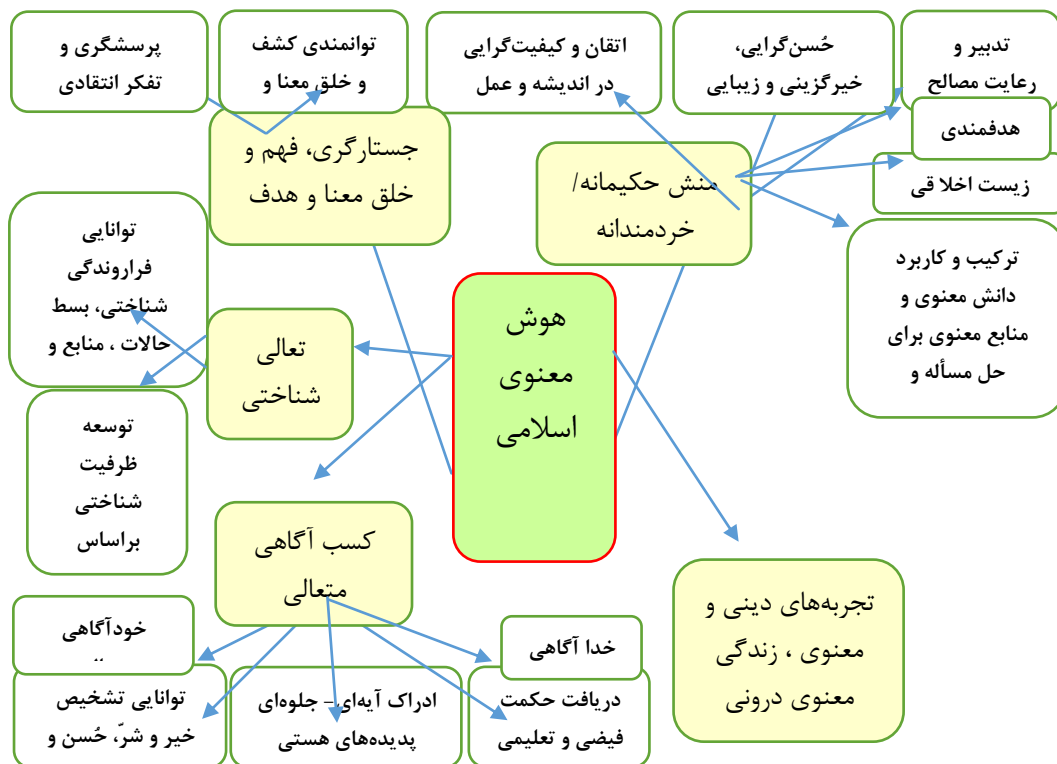 تدبیر و
رعایت مصالح
حُسن‌گرایی،
خیرگزینی و زیبایی
اتقان و کیفیت‌گرایی
در اندیشه و عمل
توانمندی کشف
و خلق معنا و
پرسشگری و
تفکر انتقادی
هدفمندی
زیست اخلاقی
منش حکیمانه/
خردمندانه
جستارگری، فهم و
خلق معنا و هدف
ترکیب و کاربرد
دانش معنوی و
منابع معنوی برای
حل مسأله و
توانایی
فراروندگی
شناختی، بسط
حالات ، منابع و
هوش
معنوی
اسلامی
تعالی
شناختی
توسعه
ظرفیت
شناختی
براساس
کسب آگاهی
متعالی
تجربه‌های دینی و
معنوی ، زندگی
معنوی درونی
خدا آگاهی
خودآگاهی
دریافت حکمت
فیضی و تعلیمی
ادراک آیه‌ای- جلوه‌ای
پدیده‌های هستی
توانایی تشخیص
خیر و شرّ، حُسن و